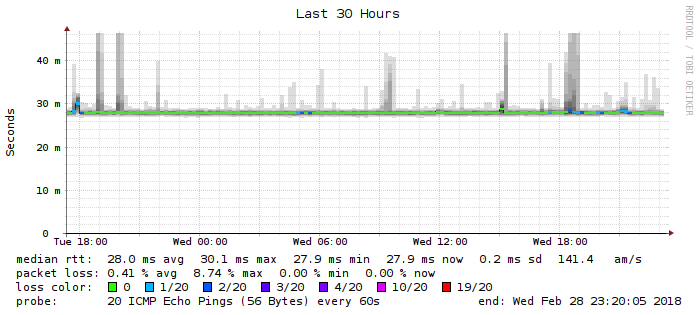 Last 30 Hours
RRDTOOL / TOBI OETIKER
Seconds
40 m
30 m
20 m
10 m
0
Tue 18:00 Wed 00:00 Wed 06:00 Wed 12:00 Wed 18:00
median rtt: 28.0 ms avg 30.1 ms max 27.9 ms min 27.9 ms now 0.2 ms sd 141.4 am/s
packet loss: 0.41 % avg 8.74 % max 0.00 % min 0.00 % now
loss color: 0 1/20 2/20 3/20 4/20 10/20 19/20
probe: 20 ICMP Echo Pings (56 Bytes) every 60s end: Wed Feb 28 23:20:05 2018